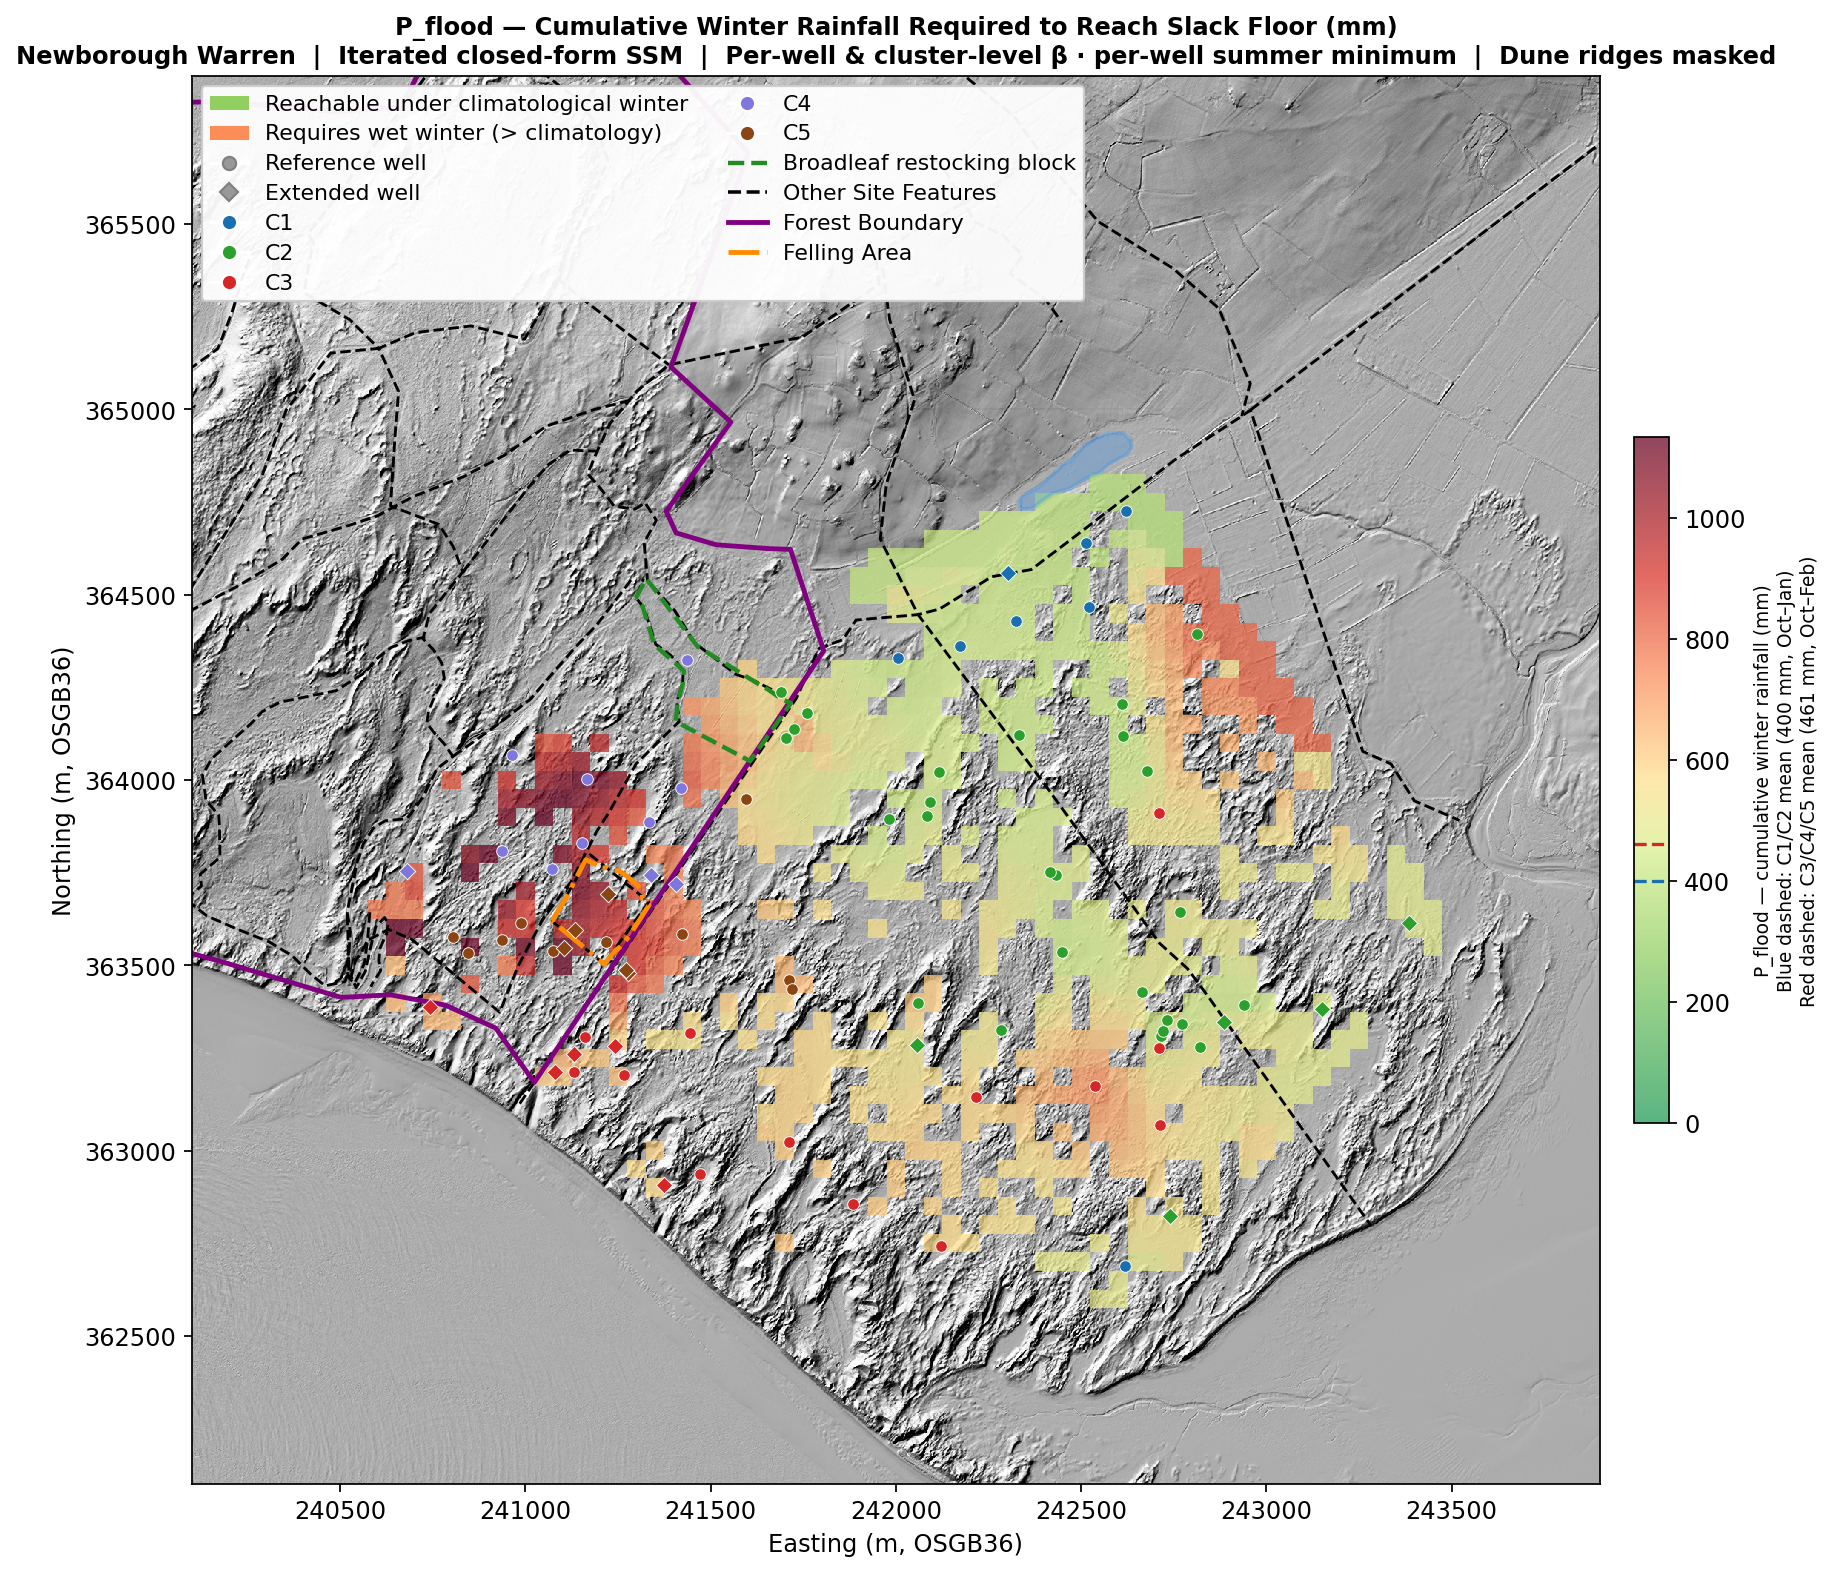 P_flood — Cumulative Winter Rainfall Required to Reach Slack Floor (mm)
Newborough Warren | Iterated closed-form SSM | Per-well & cluster-level β · per-well summer minimum | Dune ridges masked
Reachable under climatological winter
Requires wet winter (> climatology)
Reference well
Extended well
C1
C2
C3
C4
C5
Broadleaf restocking block
Other Site Features
Forest Boundary
Felling Area
365500
365000
364500
364000
363500
363000
362500
Northing (m, OSGB36)
240500
241000
241500
242000
242500
243000
243500
Easting (m, OSGB36)
1000
800
600
400
200
0
P_flood — cumulative winter rainfall (mm)
Blue dashed: C1/C2 mean (400 mm, Oct–Jan)
Red dashed: C3/C4/C5 mean (461 mm, Oct–Feb)